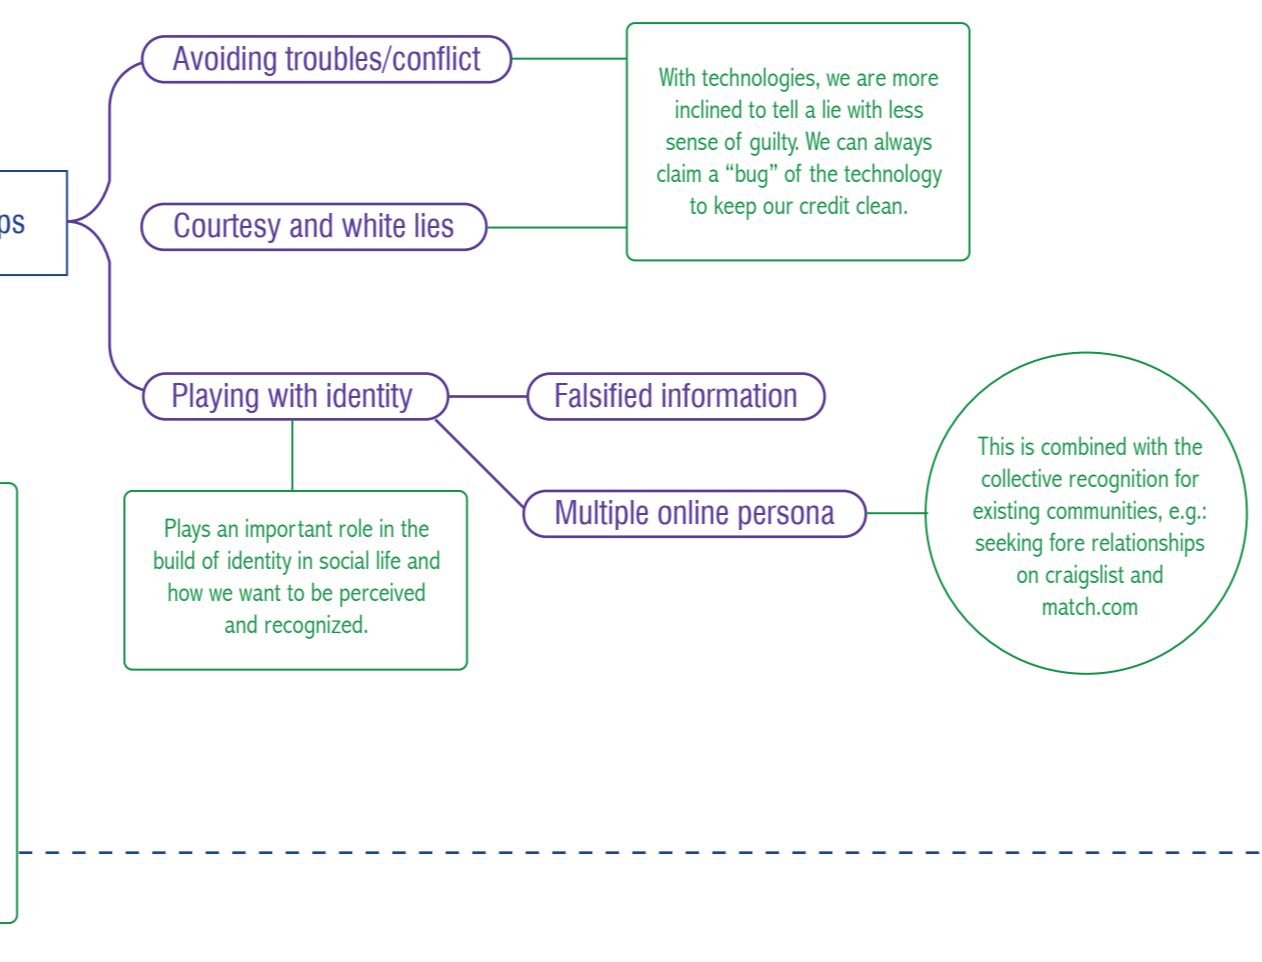 Avoiding troubles/conflict
With technologies, we are more
inclined to tell a lie with less
sense of guilty. We can always
claim a “bug” of the technology
to keep our credit clean.
ps
Courtesy and white lies
Playing with identity
Falsified information
Multiple online persona
This is combined with the
collective recognition for
existing communities, e.g.:
seeking fore relationships
on craigslist and
match.com
Plays an important role in the
build of identity in social life and
how we want to be perceived
and recognized.